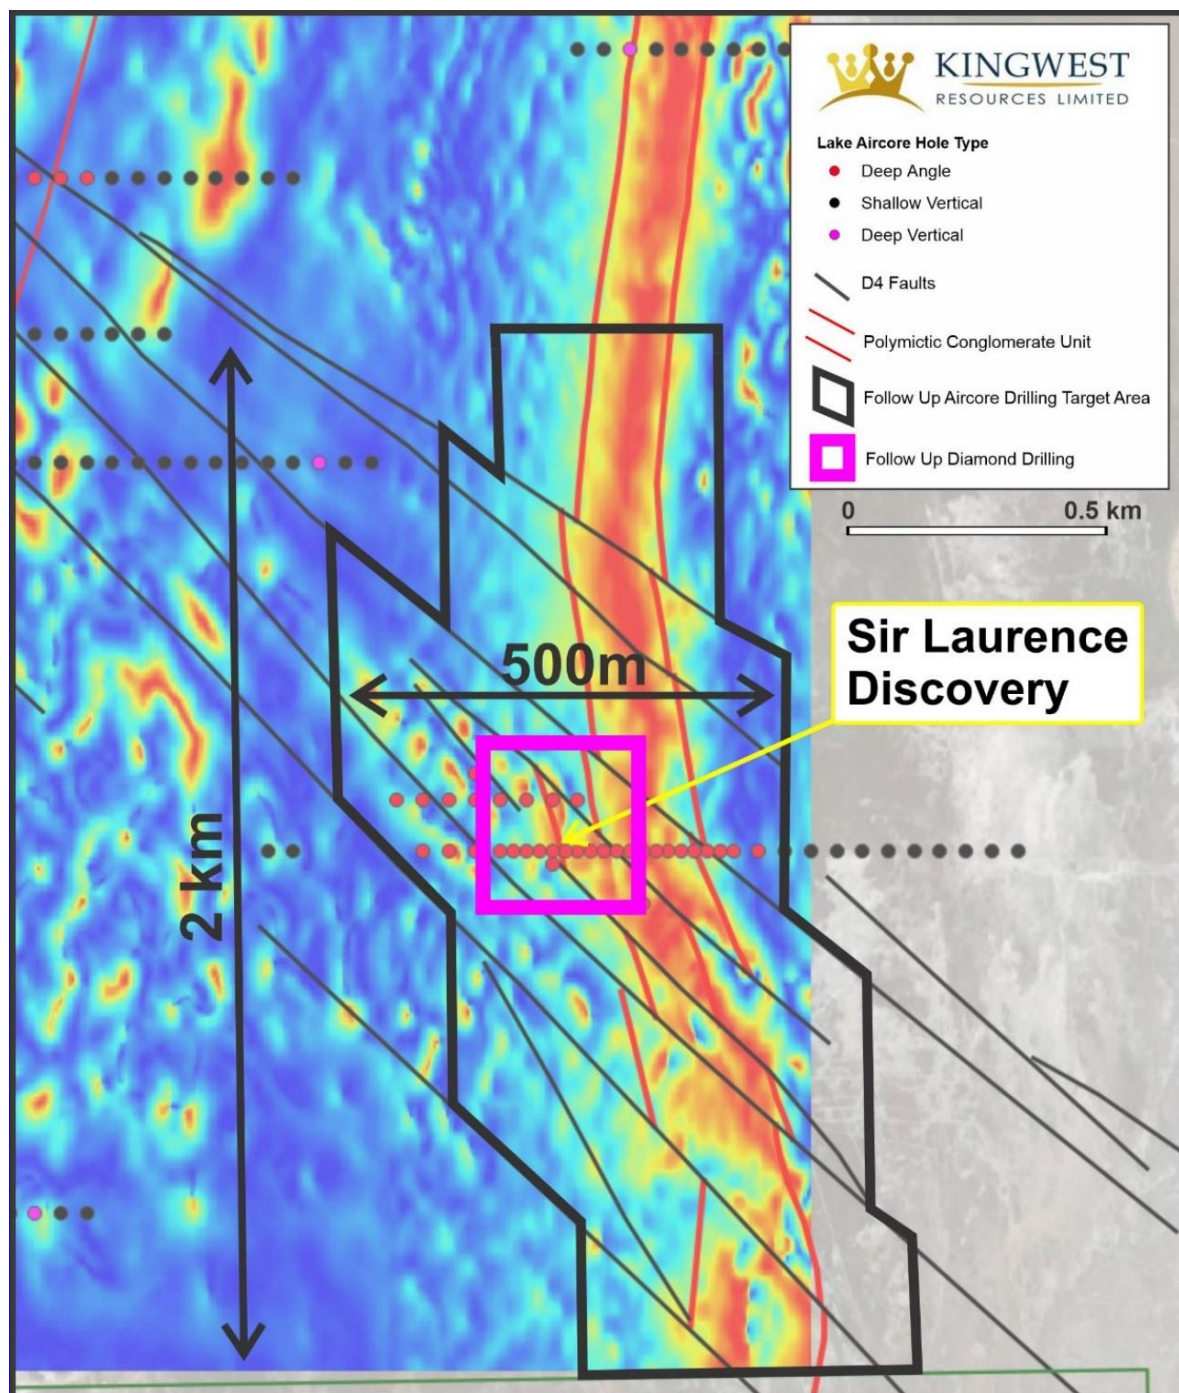 KINGWEST
RESOURCES LIMITED
Lake Aircore Hole Type
Deep Angle
Shallow Vertical
Deep Vertical
D4 Faults
Polymictic Conglomerate Unit
Follow Up Aircore Drilling Target Area
Follow Up Diamond Drilling
0 0.5 km
Sir Laurence
Discovery
500m
2 km